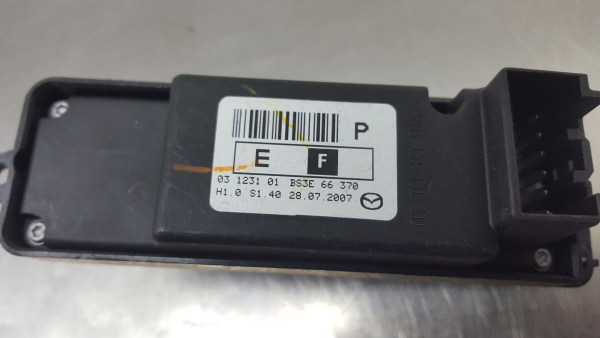 P
E F
03 1231 01 BS3E 66 370
H1.0 S1.40 28.07.2007